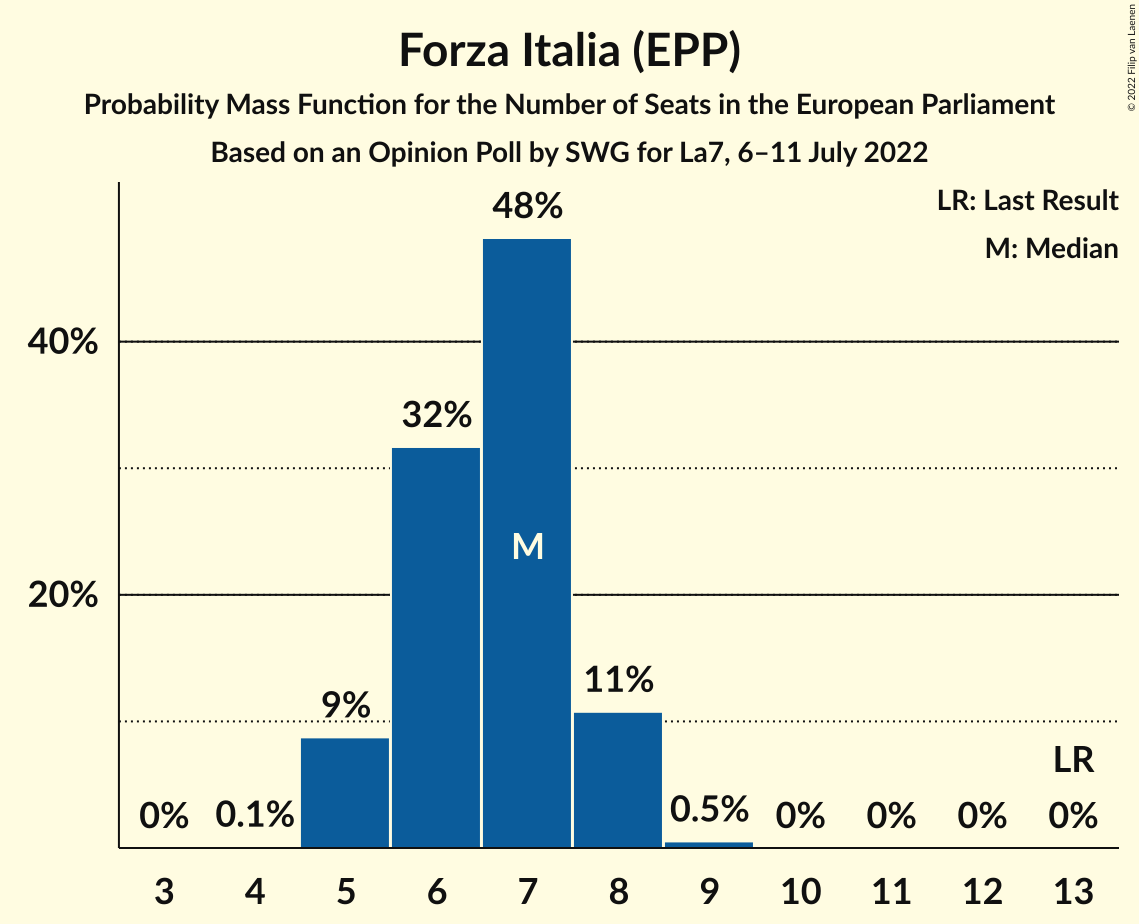 Forza Italia (EPP)
Probability Mass Function for the Number of Seats in the European Parliament
Based on an Opinion Poll by SWG for La7, 6–11 July 2022
© 2022 Filip van Laenen
LR: Last Result
M: Median
48%
40%
32%
M
20%
11%
9%
LR
0% 0.1% 0.5% 0% 0% 0% 0%
3 4 5 6 7 8 9 10 11 12 13